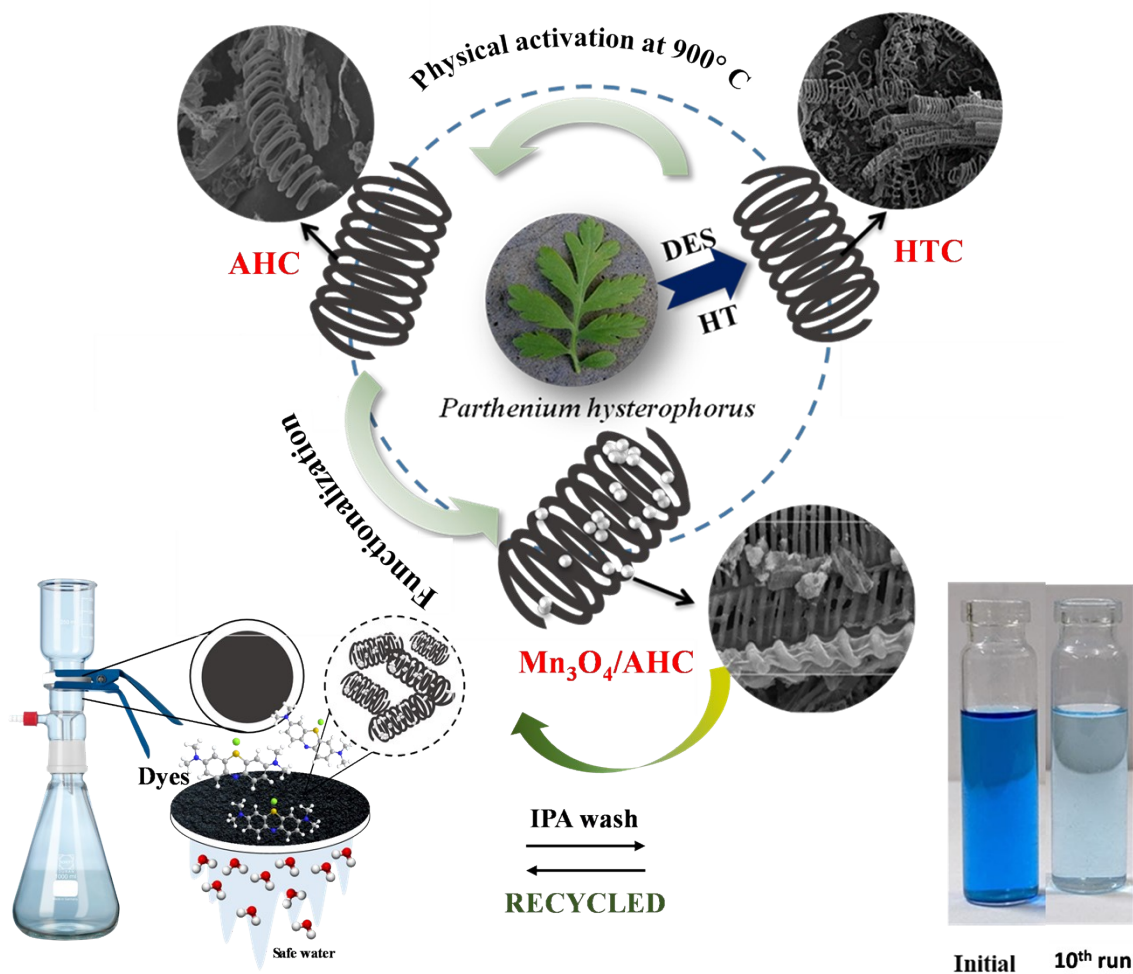 Physical activation at 900° C
AHC
HTC
DES
HT
Parthenium hysterophorus
Functionalization
Mn₃O₄/AHC
Dyes
IPA wash
RECYCLED
Safe water
Initial
10ᵗʰ run